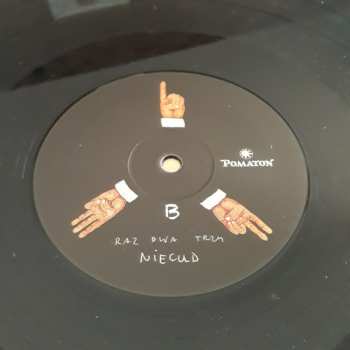 POMATON
B
RAZ DWA TRZY
NIECUD